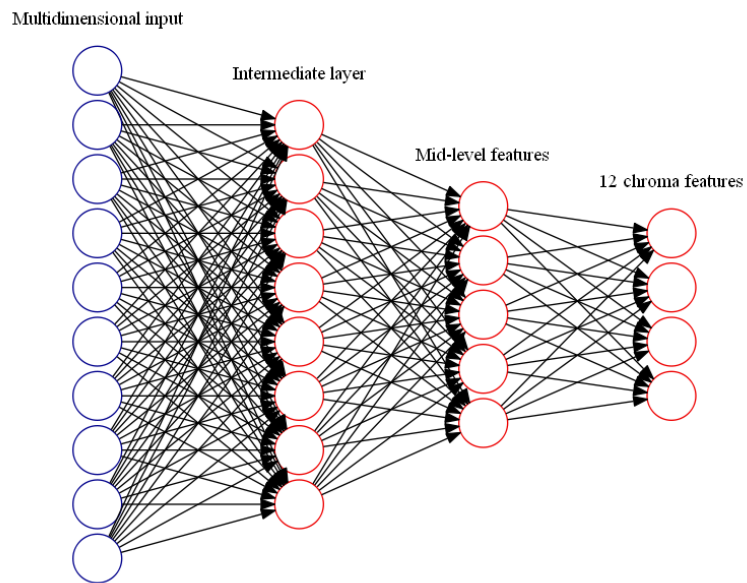 Multidimensional input
Intermediate layer
Mid-level features
12 chroma features